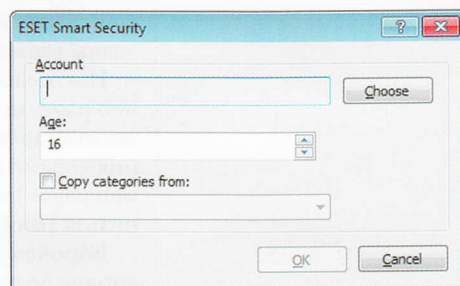 ESET Smart Security
Account
Choose
Age:
16
Copy categories from:
OK
Cancel